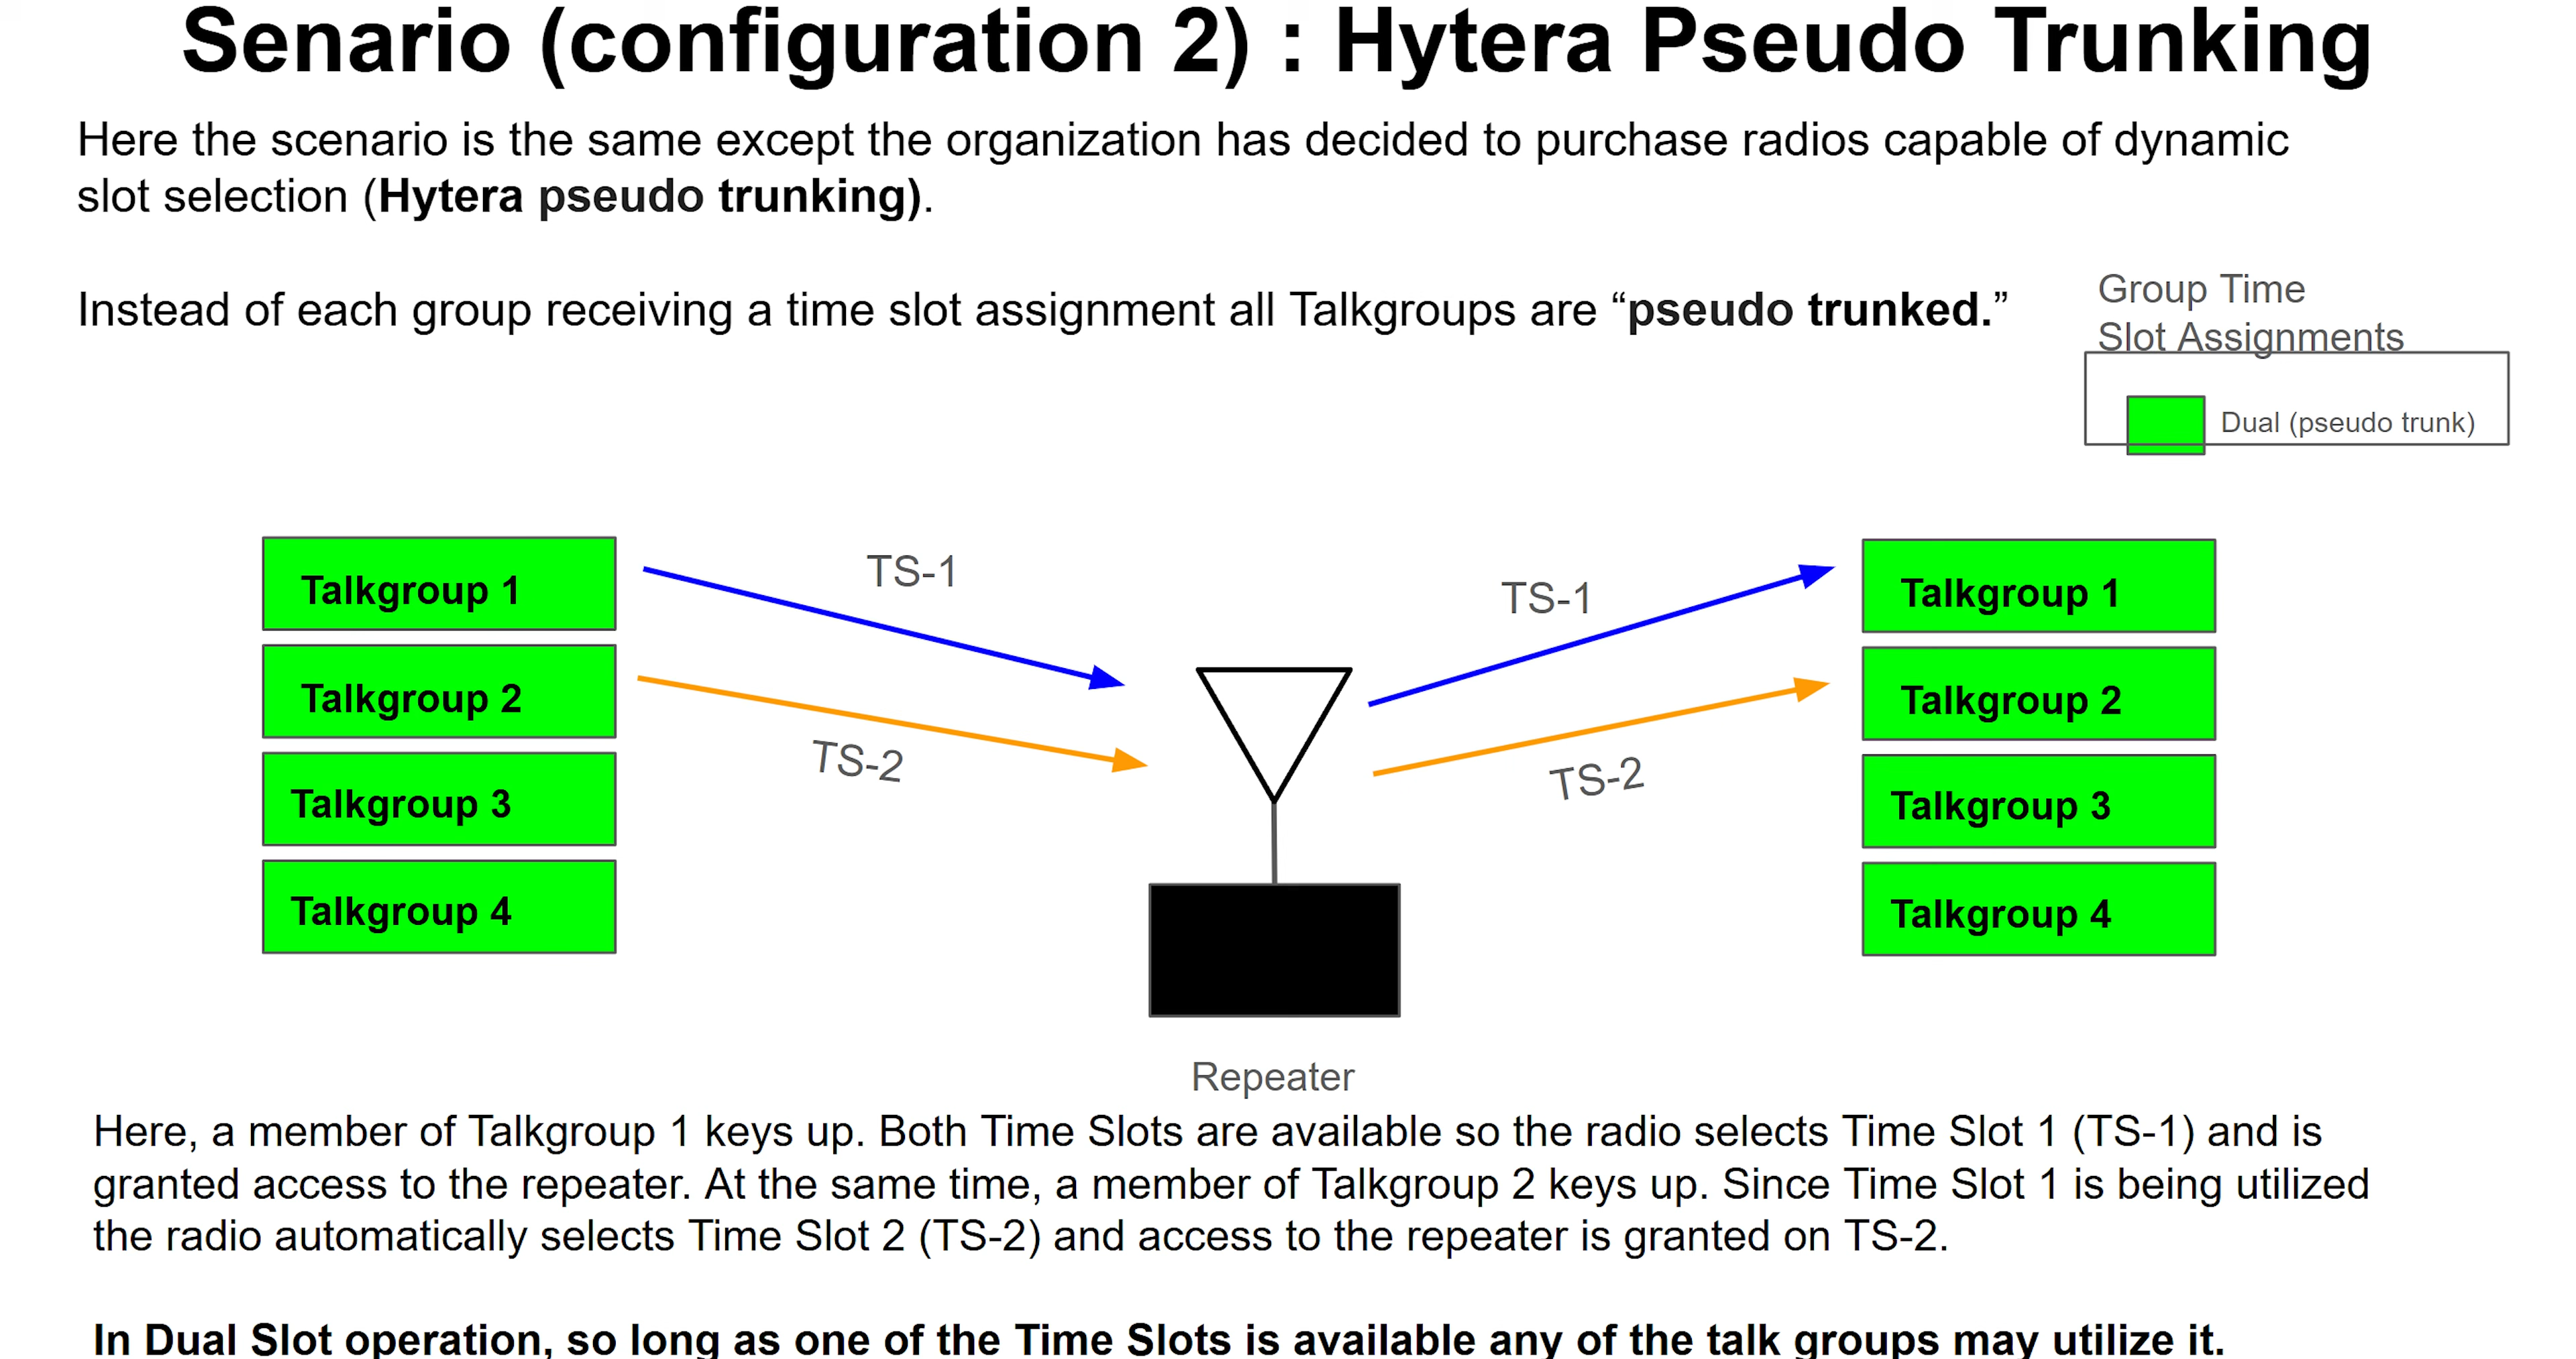 Senario (configuration 2) : Hytera Pseudo Trunking
Here the scenario is the same except the organization has decided to purchase radios capable of dynamic
slot selection (Hytera pseudo trunking).
Instead of each group receiving a time slot assignment all Talkgroups are “pseudo trunked.”
Group Time
Slot Assignments
Dual (pseudo trunk)
Talkgroup 1
Talkgroup 2
Talkgroup 3
Talkgroup 4
TS-1
TS-2
TS-1
TS-2
Talkgroup 1
Talkgroup 2
Talkgroup 3
Talkgroup 4
Repeater
Here, a member of Talkgroup 1 keys up. Both Time Slots are available so the radio selects Time Slot 1 (TS-1) and is
granted access to the repeater. At the same time, a member of Talkgroup 2 keys up. Since Time Slot 1 is being utilized
the radio automatically selects Time Slot 2 (TS-2) and access to the repeater is granted on TS-2.
In Dual Slot operation, so long as one of the Time Slots is available any of the talk groups may utilize it.